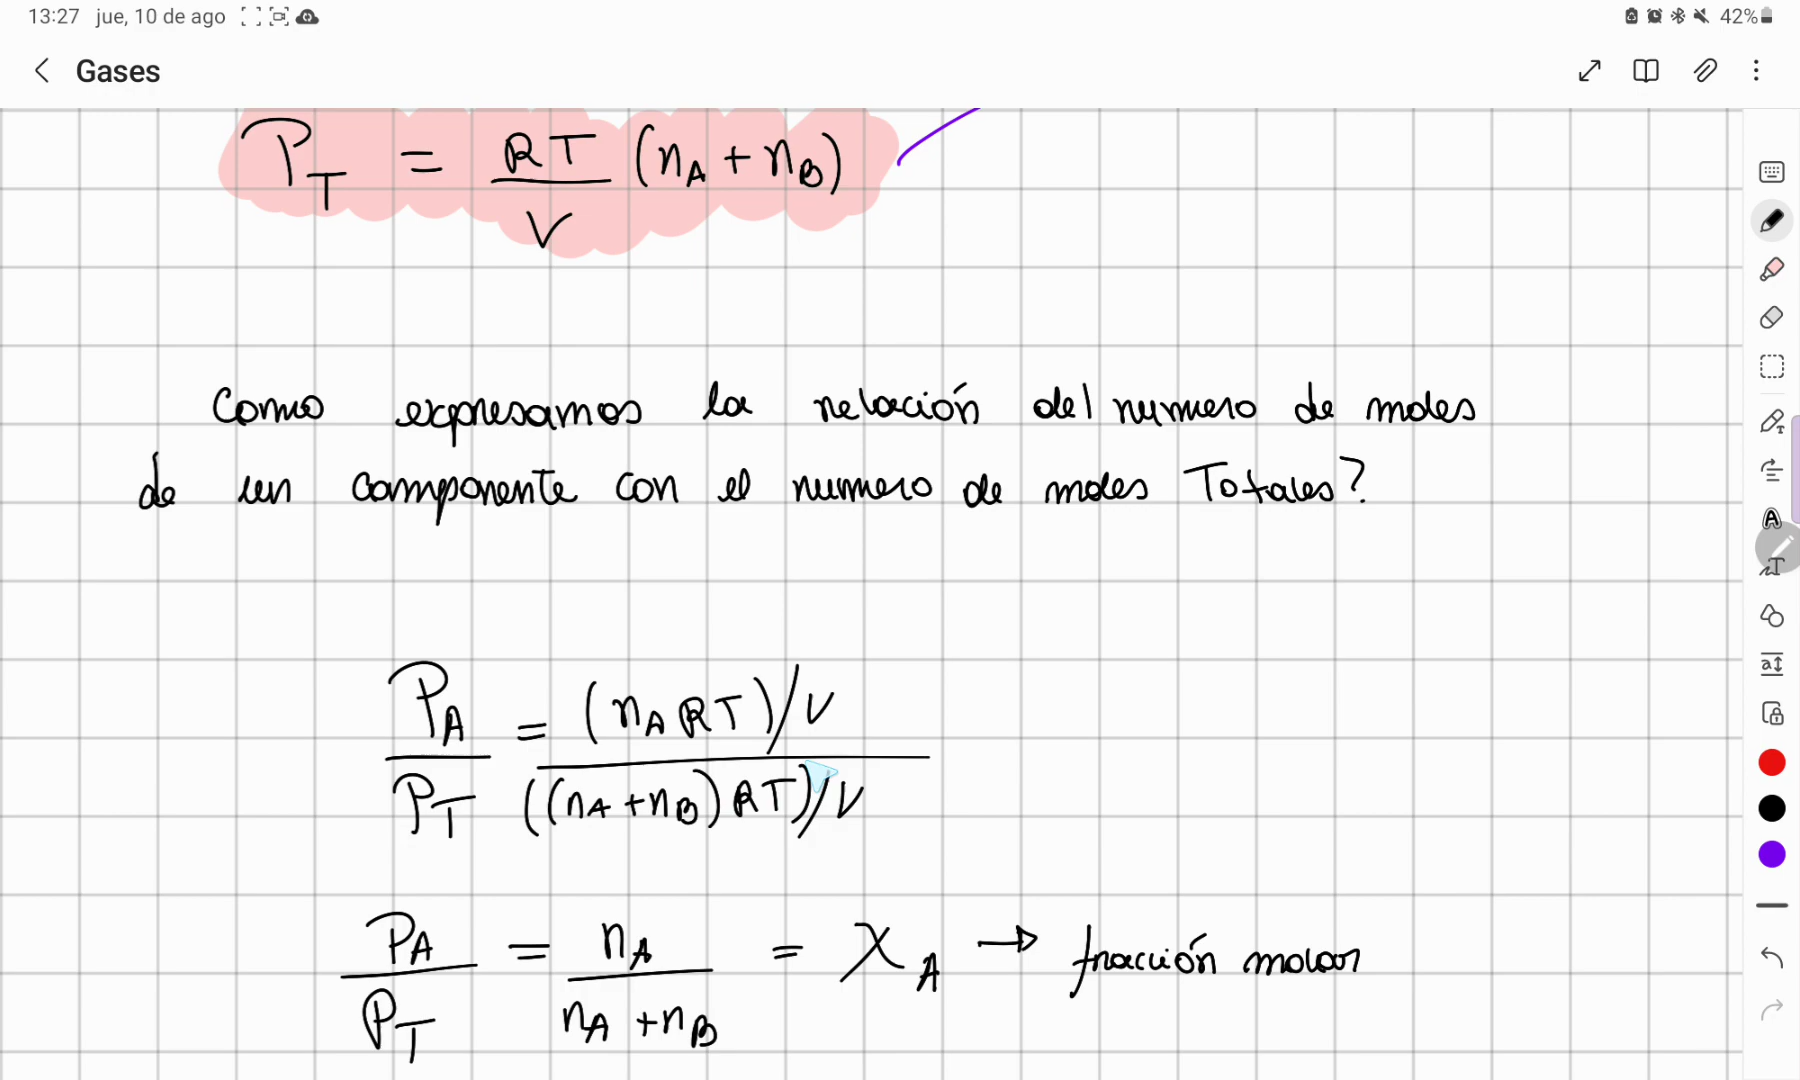 13:27 jue, 10 de ago 42%
Gases
P_T = RT/V (n_A + n_B)
Como expresamos la relación del numero de moles
de un componente con el numero de moles Totales?
P_A/P_T = (n_A RT)/V / ((n_A + n_B) RT)/V
P_A/P_T = n_A/(n_A + n_B) = X_A → fracción molar